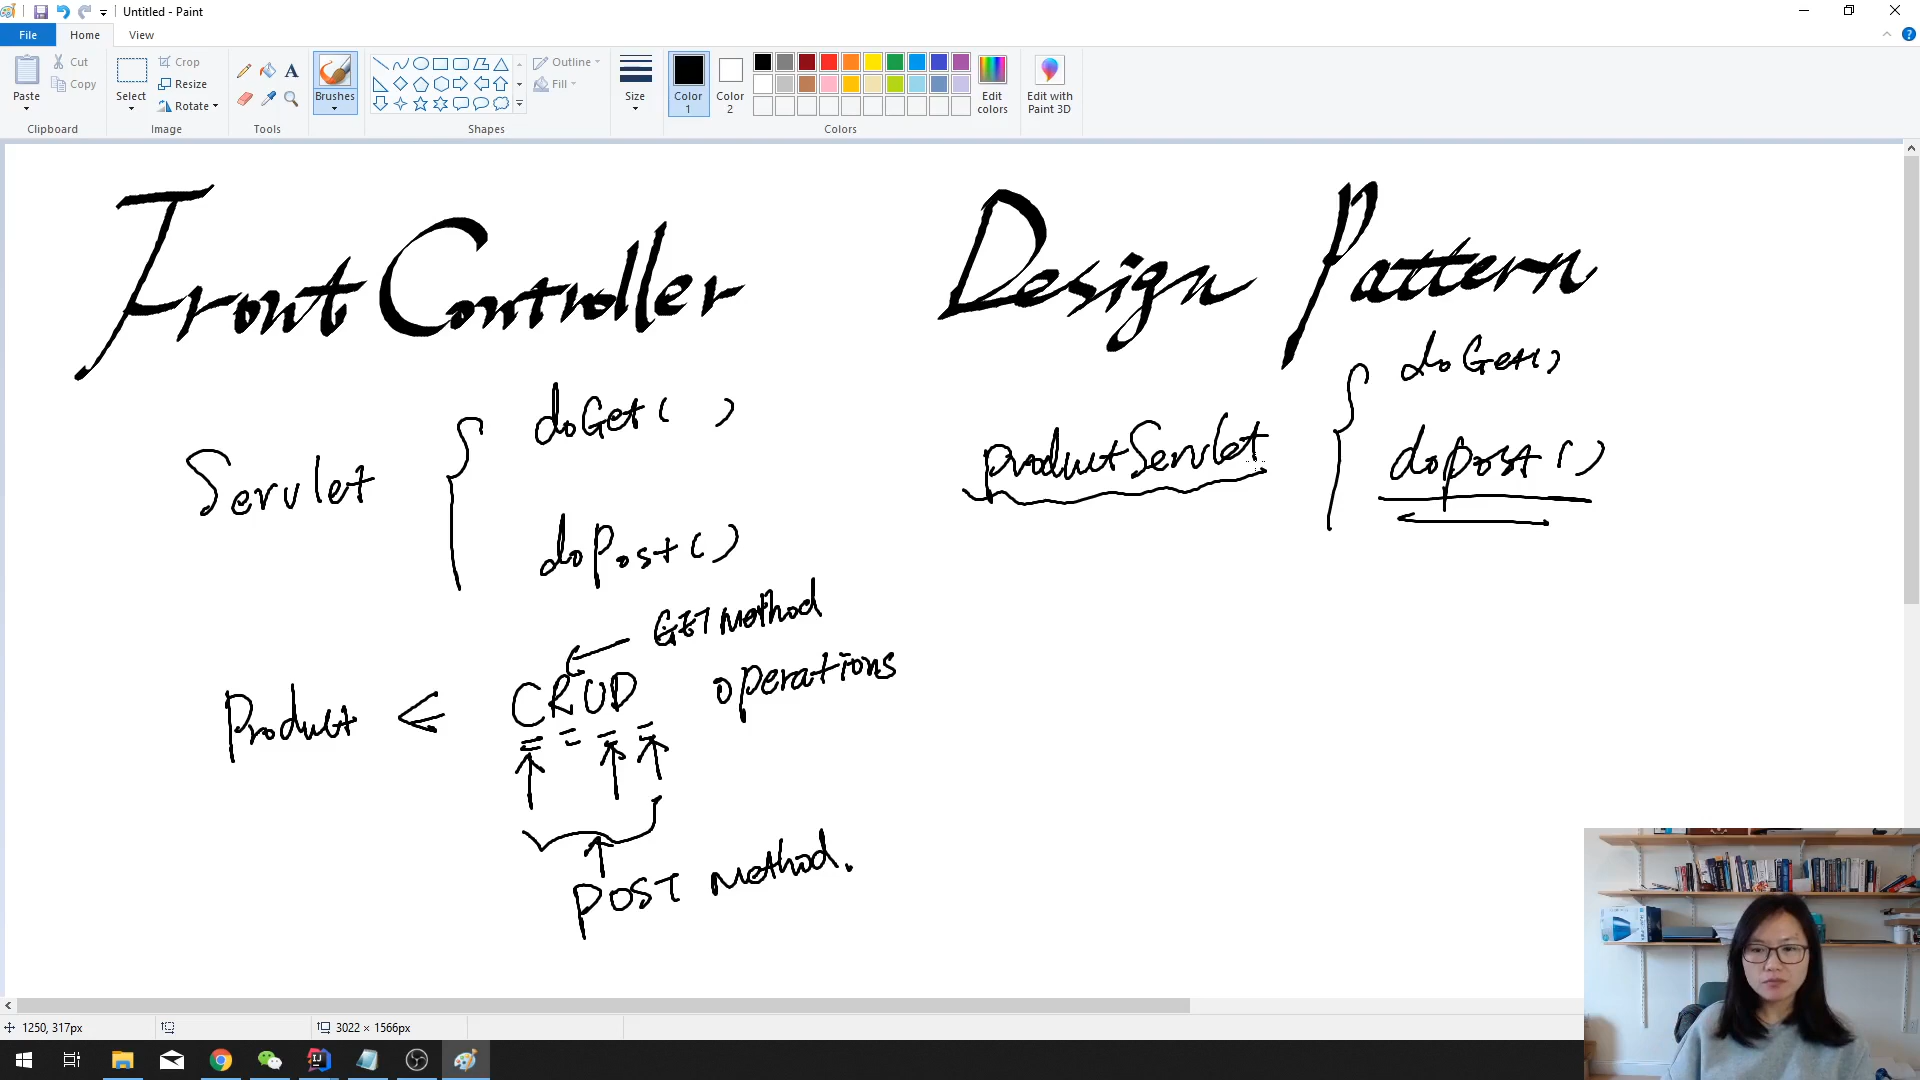 Untitled - Paint
File Home View
Paste Cut Copy Clipboard
Select Crop Resize Rotate Image
Tools
Brushes
Shapes
Outline Fill
Size
Color 1 Color 2 Colors
Edit colors
Edit with Paint 3D
Front Controller Design Pattern
Servlet
doGet( )
doPost()
productServlet
doGet()
dopost()
GET Method
Product CRUD operations
POST Method.
1250, 317px
3022 × 1566px